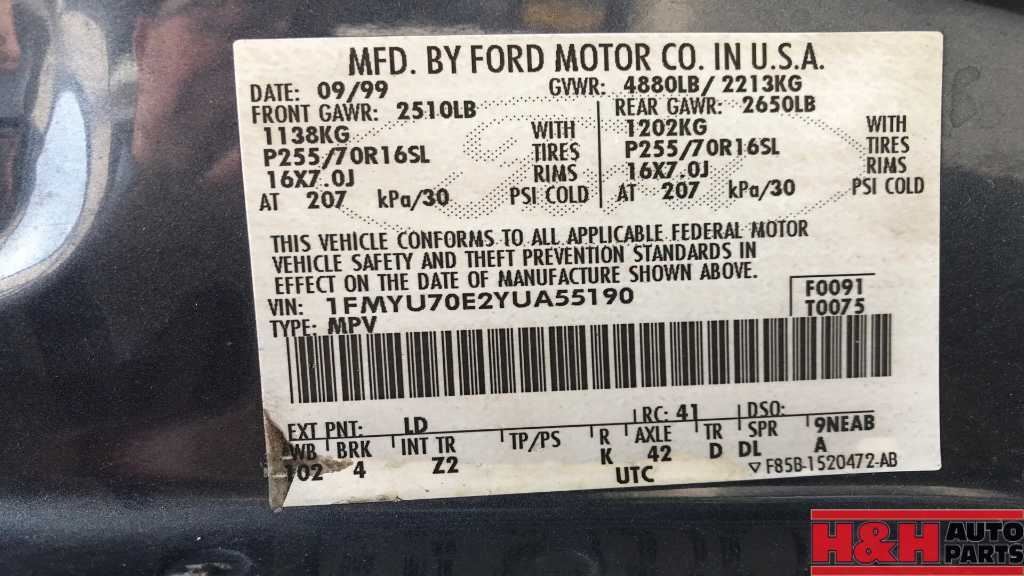 MFD. BY FORD MOTOR CO. IN U.S.A.
DATE: 09/99 GVWR: 4880LB/ 2213KG
FRONT GAWR: 2510LB REAR GAWR: 2650LB
1138KG WITH 1202KG WITH
P255/70R16SL TIRES P255/70R16SL TIRES
16X7.0J RIMS 16X7.0J RIMS
AT 207 kPa/30 PSI COLD AT 207 kPa/30 PSI COLD
THIS VEHICLE CONFORMS TO ALL APPLICABLE FEDERAL MOTOR
VEHICLE SAFETY AND THEFT PREVENTION STANDARDS IN
EFFECT ON THE DATE OF MANUFACTURE SHOWN ABOVE.
VIN: 1FMYU70E2YUA55190 F0091
TYPE: MPV T0075
EXT PNT: LD RC: 41 DSO:
WB BRK INT TR TP/PS R AXLE TR SPR 9NEAB
102 4 Z2 K 42 D DL A
UTC ▽ F85B-1520472-AB
H&H AUTO
PARTS